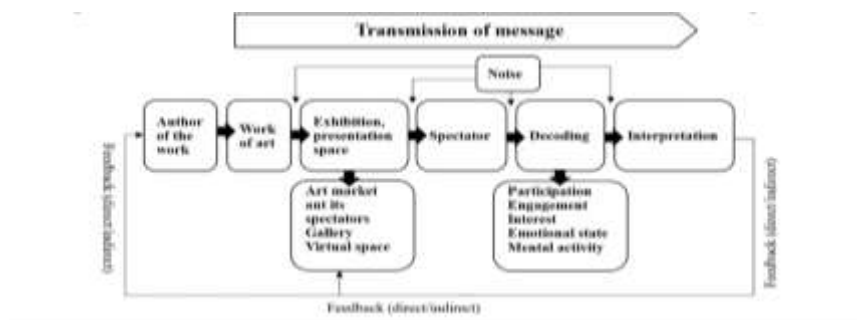 Transmission of message
Noise
Author
of the
work
Work
of art
Exhibition,
presentation
space
Spectator
Decoding
Interpretation
Art market
ant its
spectators
Gallery
Virtual space
Participation
Engagement
Interest
Emotional state
Mental activity
Feedback (direct/indirect)
Feedback (direct/indirect)
Feedback (direct/indirect)